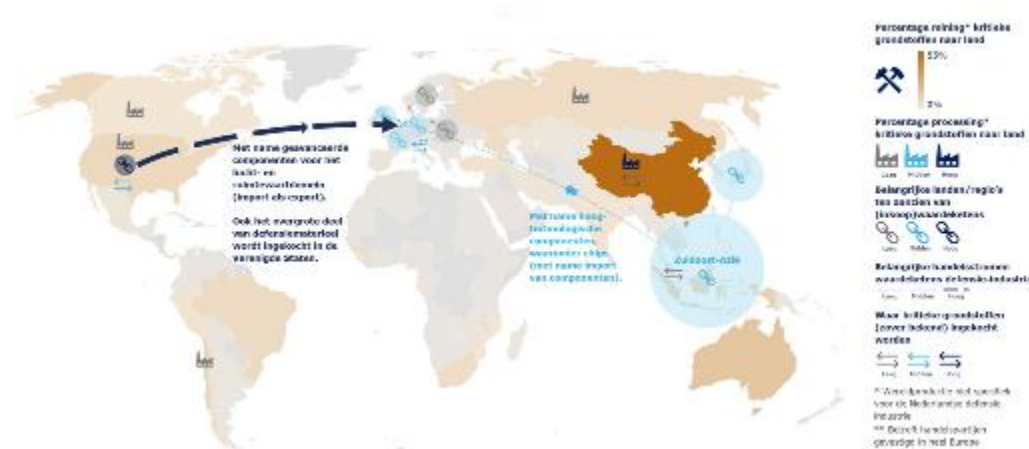 Met name geavanceerde
componenten voor het
lucht- en
ruimtevaartdomein
(import als export).
Ook het overgrote deel
van defensiematerieel
wordt ingekocht in de
Verenigde Staten.
Met name hoog-
technologische
componenten,
waaronder chips
(met name import
van componenten).
Zuidoost-Azië
Percentage mining* kritieke
grondstoffen naar land
55%
0%
Percentage processing*
kritieke grondstoffen naar land
Laag Midden Hoog
Belangrijke landen/regio's
ten aanzien van
(inkoop)waardeketens
Laag Midden Hoog
Belangrijke handelsstromen
waardeketens defensie-industrie
Laag Midden Hoog
Waar kritieke grondstoffen
(zover bekend) ingekocht
worden
Laag Midden Hoog
* Wereldproductie niet specifiek
voor de Nederlandse defensie-
industrie
** Betreft handelspartijen
gevestigd in heel Europa